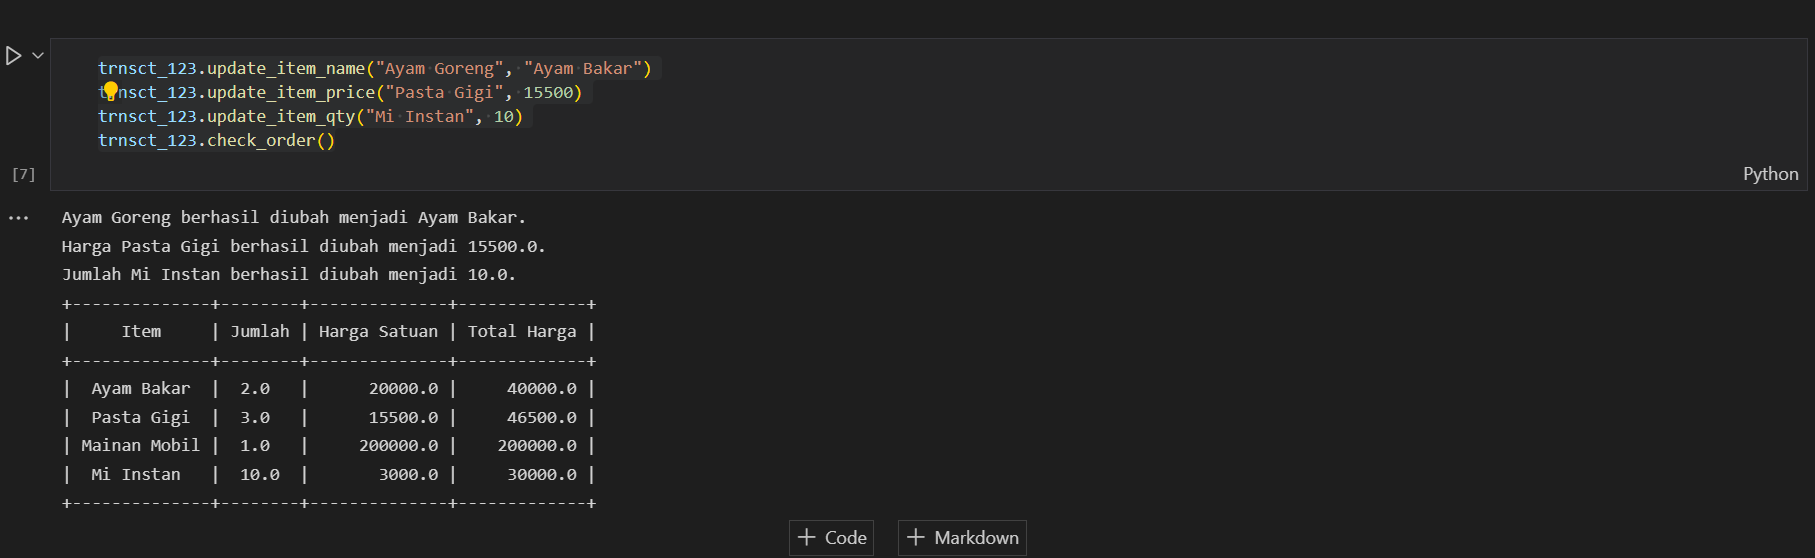 trnsct_123.update_item_name("Ayam Goreng", "Ayam Bakar")
trnsct_123.update_item_price("Pasta Gigi", 15500)
trnsct_123.update_item_qty("Mi Instan", 10)
trnsct_123.check_order()
[7]
Python
Ayam Goreng berhasil diubah menjadi Ayam Bakar.
Harga Pasta Gigi berhasil diubah menjadi 15500.0.
Jumlah Mi Instan berhasil diubah menjadi 10.0.
+--------------+--------+--------------+-------------+
|     Item     | Jumlah | Harga Satuan | Total Harga |
+--------------+--------+--------------+-------------+
|  Ayam Bakar  |  2.0   |      20000.0 |     40000.0 |
|  Pasta Gigi  |  3.0   |      15500.0 |     46500.0 |
| Mainan Mobil |  1.0   |     200000.0 |    200000.0 |
|  Mi Instan   |  10.0  |       3000.0 |     30000.0 |
+--------------+--------+--------------+-------------+
+ Code + Markdown